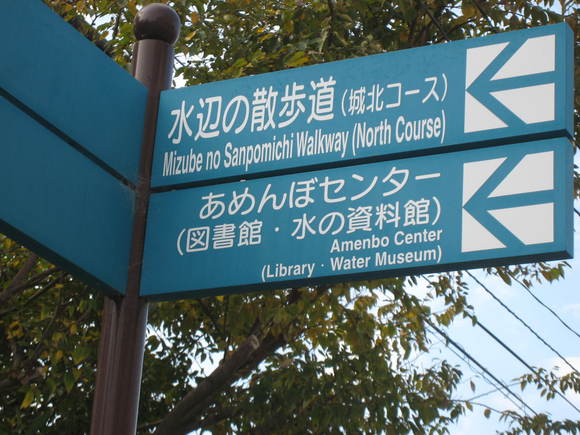 水辺の散歩道（城北コース）
Mizube no Sanpomichi Walkway (North Course)
あめんぼセンター
（図書館・水の資料館）
Amenbo Center
(Library · Water Museum)